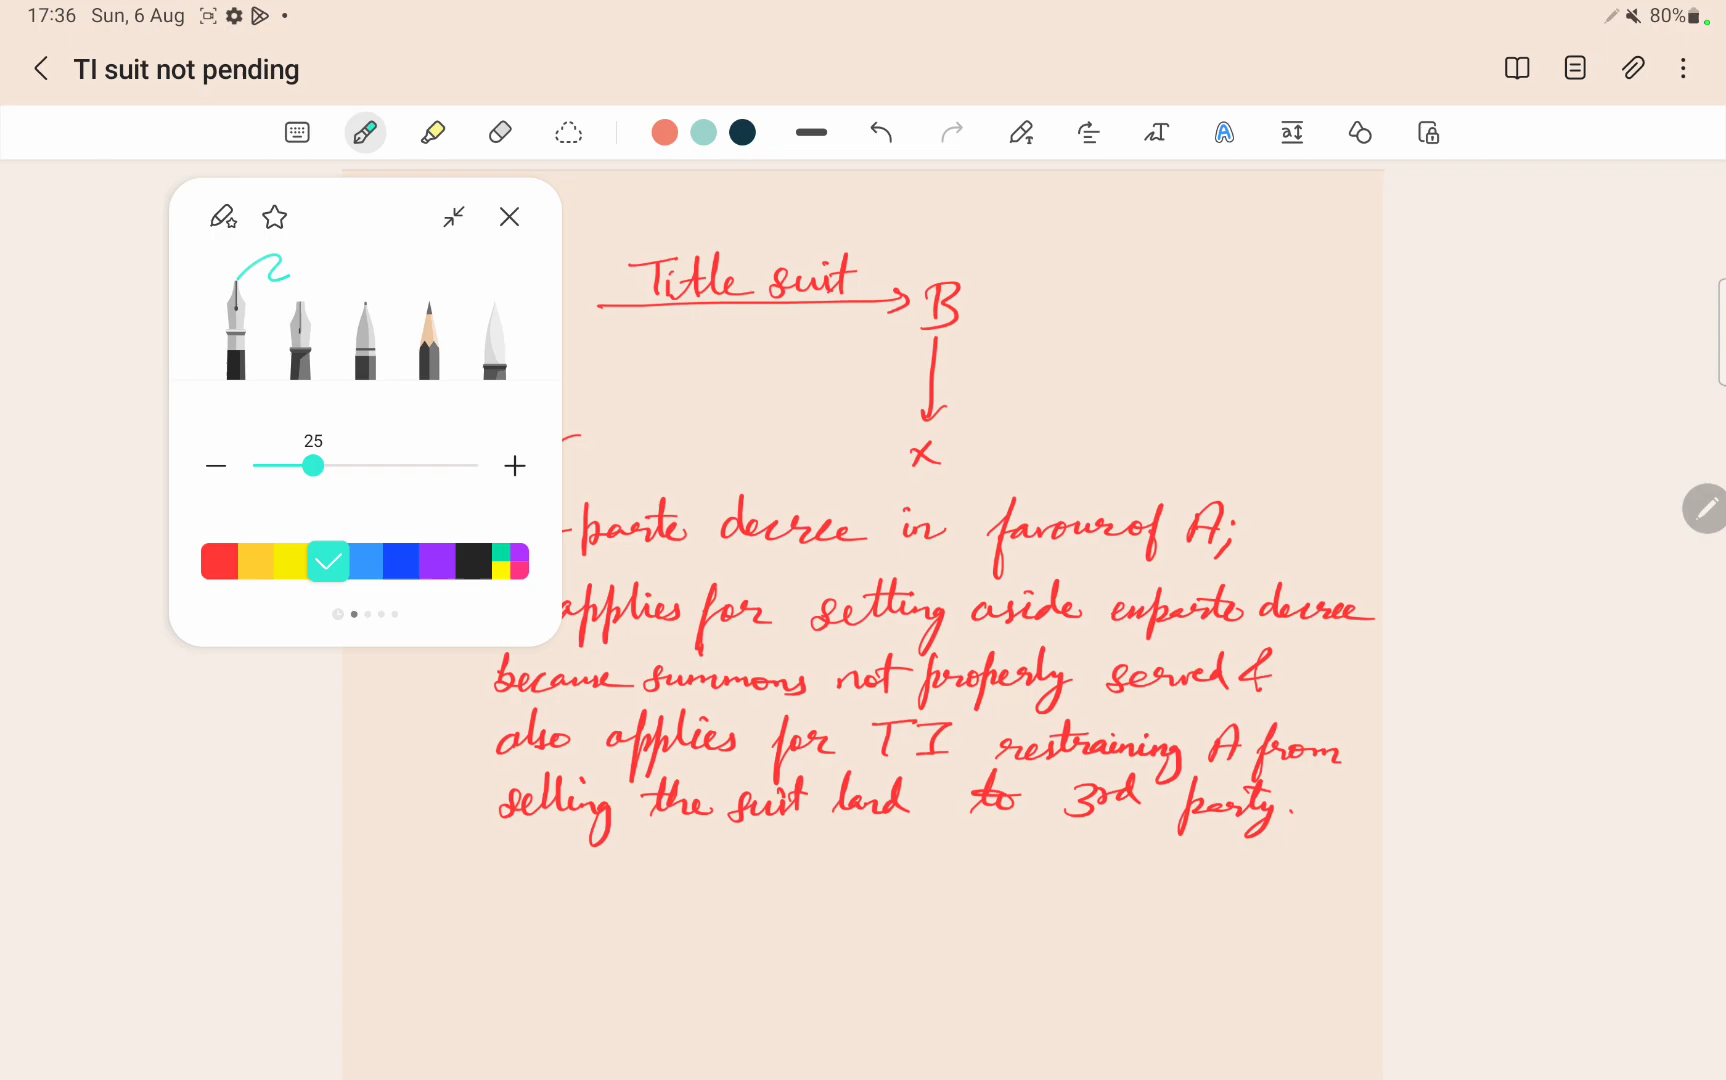 17:36 Sun, 6 Aug 80%
TI suit not pending
Title suit
B
25
x
-parte decree in favour of A;
applies for setting aside exparte decree
because summons not properly served &
also applies for TI restraining A from
selling the suit land to 3rd party.